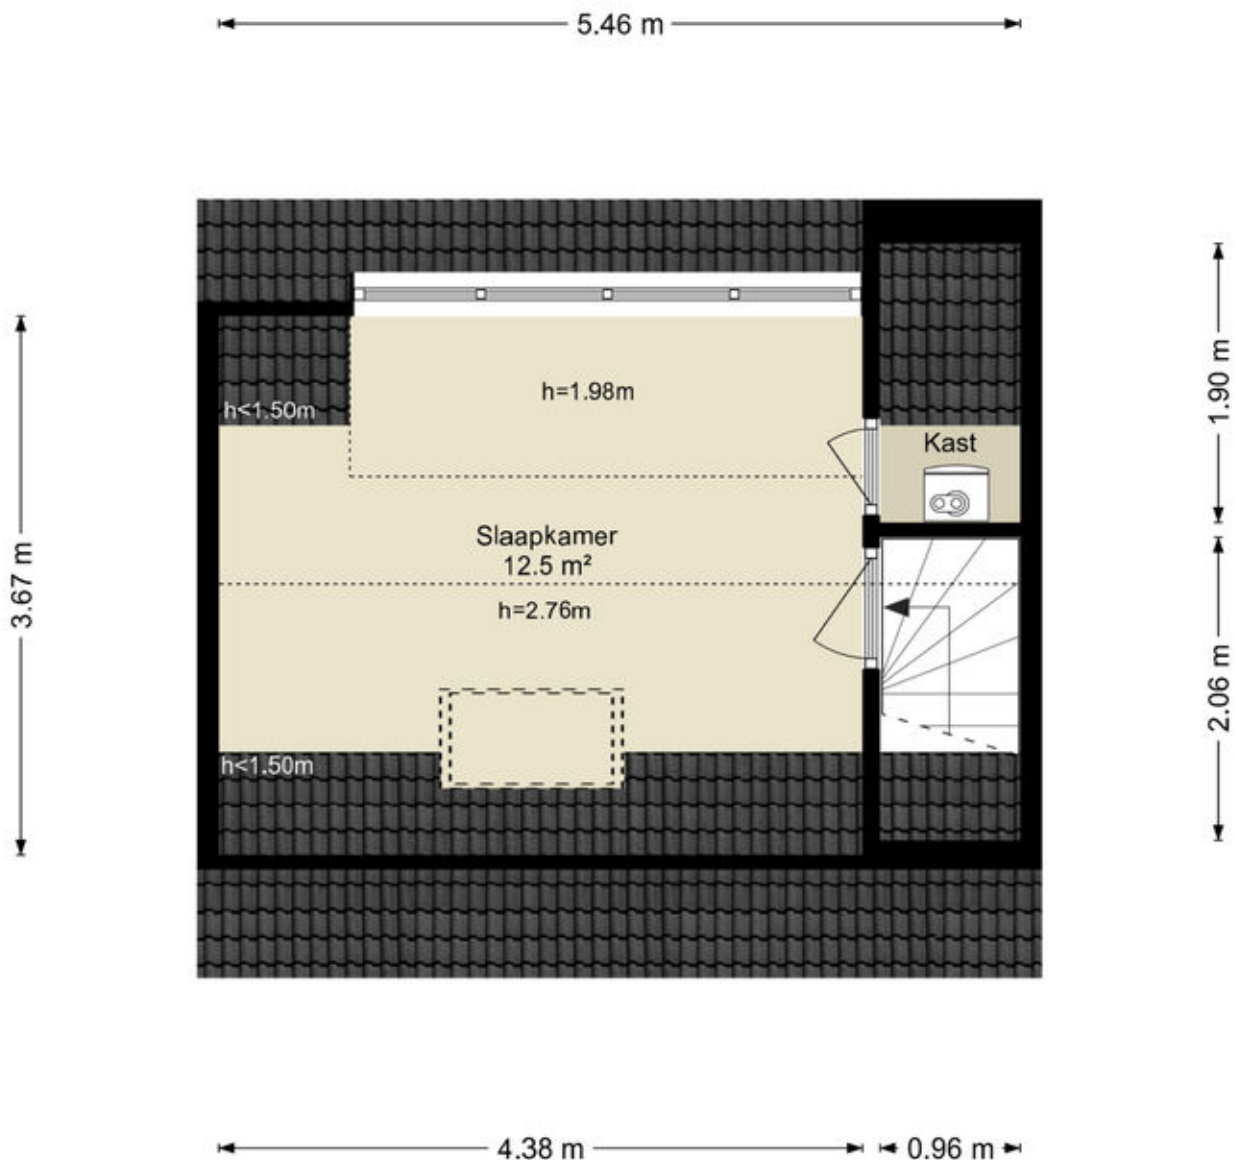 5.46 m
h=1.98m
h<1.50m
1.90 m
Kast
Slaapkamer
12.5 m²
3.67 m
h=2.76m
2.06 m
h<1.50m
4.38 m
0.96 m